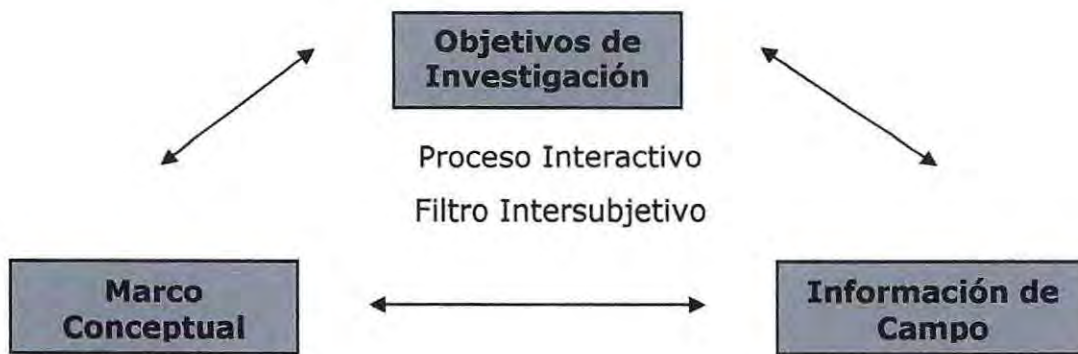 Objetivos de
Investigación
Proceso Interactivo
Filtro Intersubjetivo
Marco
Conceptual
Información de
Campo